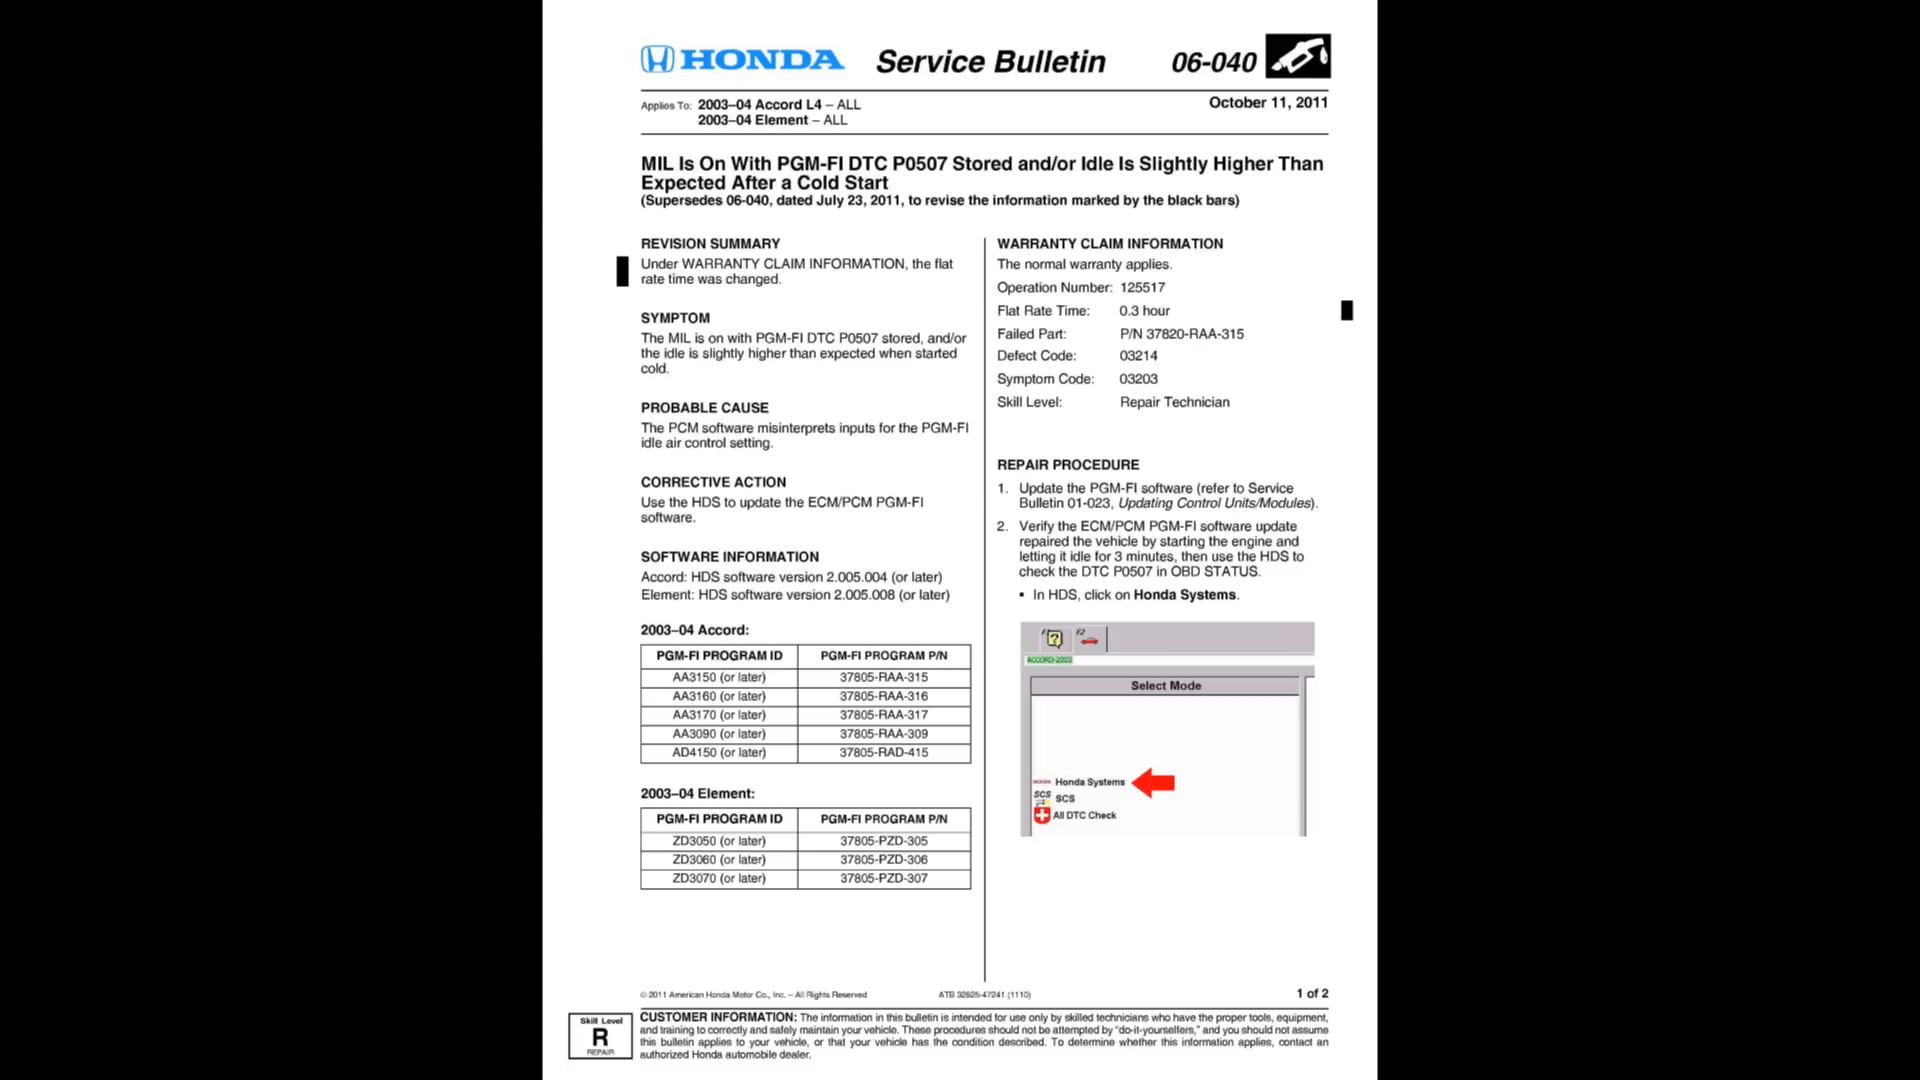 HONDA Service Bulletin 06-040
Applies To: 2003–04 Accord L4 – ALL
2003–04 Element – ALL
October 11, 2011
MIL Is On With PGM-FI DTC P0507 Stored and/or Idle Is Slightly Higher Than
Expected After a Cold Start
(Supersedes 06-040, dated July 23, 2011, to revise the information marked by the black bars)
REVISION SUMMARY
Under WARRANTY CLAIM INFORMATION, the flat
rate time was changed.
SYMPTOM
The MIL is on with PGM-FI DTC P0507 stored, and/or
the idle is slightly higher than expected when started
cold.
PROBABLE CAUSE
The PCM software misinterprets inputs for the PGM-FI
idle air control setting.
CORRECTIVE ACTION
Use the HDS to update the ECM/PCM PGM-FI
software.
SOFTWARE INFORMATION
Accord: HDS software version 2.005.004 (or later)
Element: HDS software version 2.005.008 (or later)
2003–04 Accord:
PGM-FI PROGRAM ID PGM-FI PROGRAM P/N
AA3150 (or later) 37805-RAA-315
AA3160 (or later) 37805-RAA-316
AA3170 (or later) 37805-RAA-317
AA3090 (or later) 37805-RAA-309
AD4150 (or later) 37805-RAD-415
2003–04 Element:
PGM-FI PROGRAM ID PGM-FI PROGRAM P/N
ZD3050 (or later) 37805-PZD-305
ZD3060 (or later) 37805-PZD-306
ZD3070 (or later) 37805-PZD-307
WARRANTY CLAIM INFORMATION
The normal warranty applies.
Operation Number: 125517
Flat Rate Time: 0.3 hour
Failed Part: P/N 37820-RAA-315
Defect Code: 03214
Symptom Code: 03203
Skill Level: Repair Technician
REPAIR PROCEDURE
1. Update the PGM-FI software (refer to Service
Bulletin 01-023, Updating Control Units/Modules).
2. Verify the ECM/PCM PGM-FI software update
repaired the vehicle by starting the engine and
letting it idle for 3 minutes, then use the HDS to
check the DTC P0507 in OBD STATUS.
• In HDS, click on Honda Systems.
F1 ? F2
ACCORD-2003
Select Mode
Honda Systems
SCS SCS
All DTC Check
© 2011 American Honda Motor Co., Inc. – All Rights Reserved
ATB 32825-47241 (1110)
1 of 2
Skill Level
R
REPAIR
CUSTOMER INFORMATION: The information in this bulletin is intended for use only by skilled technicians who have the proper tools, equipment,
and training to correctly and safely maintain your vehicle. These procedures should not be attempted by “do-it-yourselfers,” and you should not assume
this bulletin applies to your vehicle, or that your vehicle has the condition described. To determine whether this information applies, contact an
authorized Honda automobile dealer.